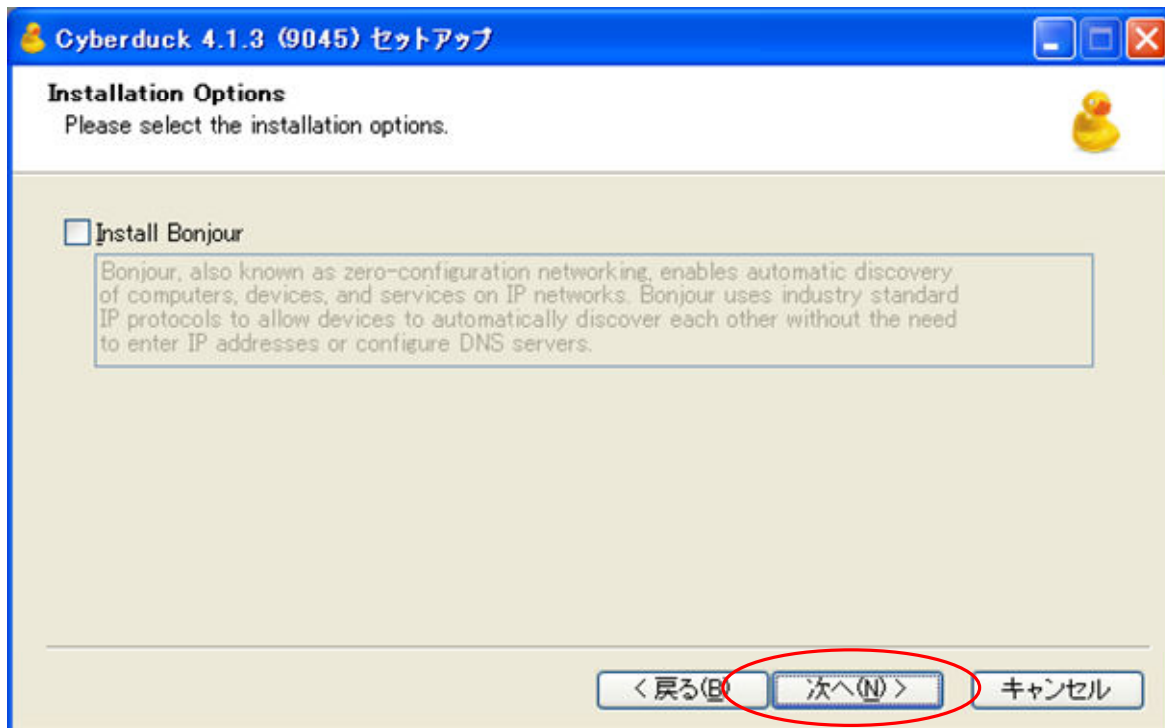 Cyberduck 4.1.3 (9045) セットアップ
Installation Options
Please select the installation options.
Install Bonjour
Bonjour, also known as zero-configuration networking, enables automatic discovery
of computers, devices, and services on IP networks. Bonjour uses industry standard
IP protocols to allow devices to automatically discover each other without the need
to enter IP addresses or configure DNS servers.
< 戻る(B) 次へ(N) > キャンセル